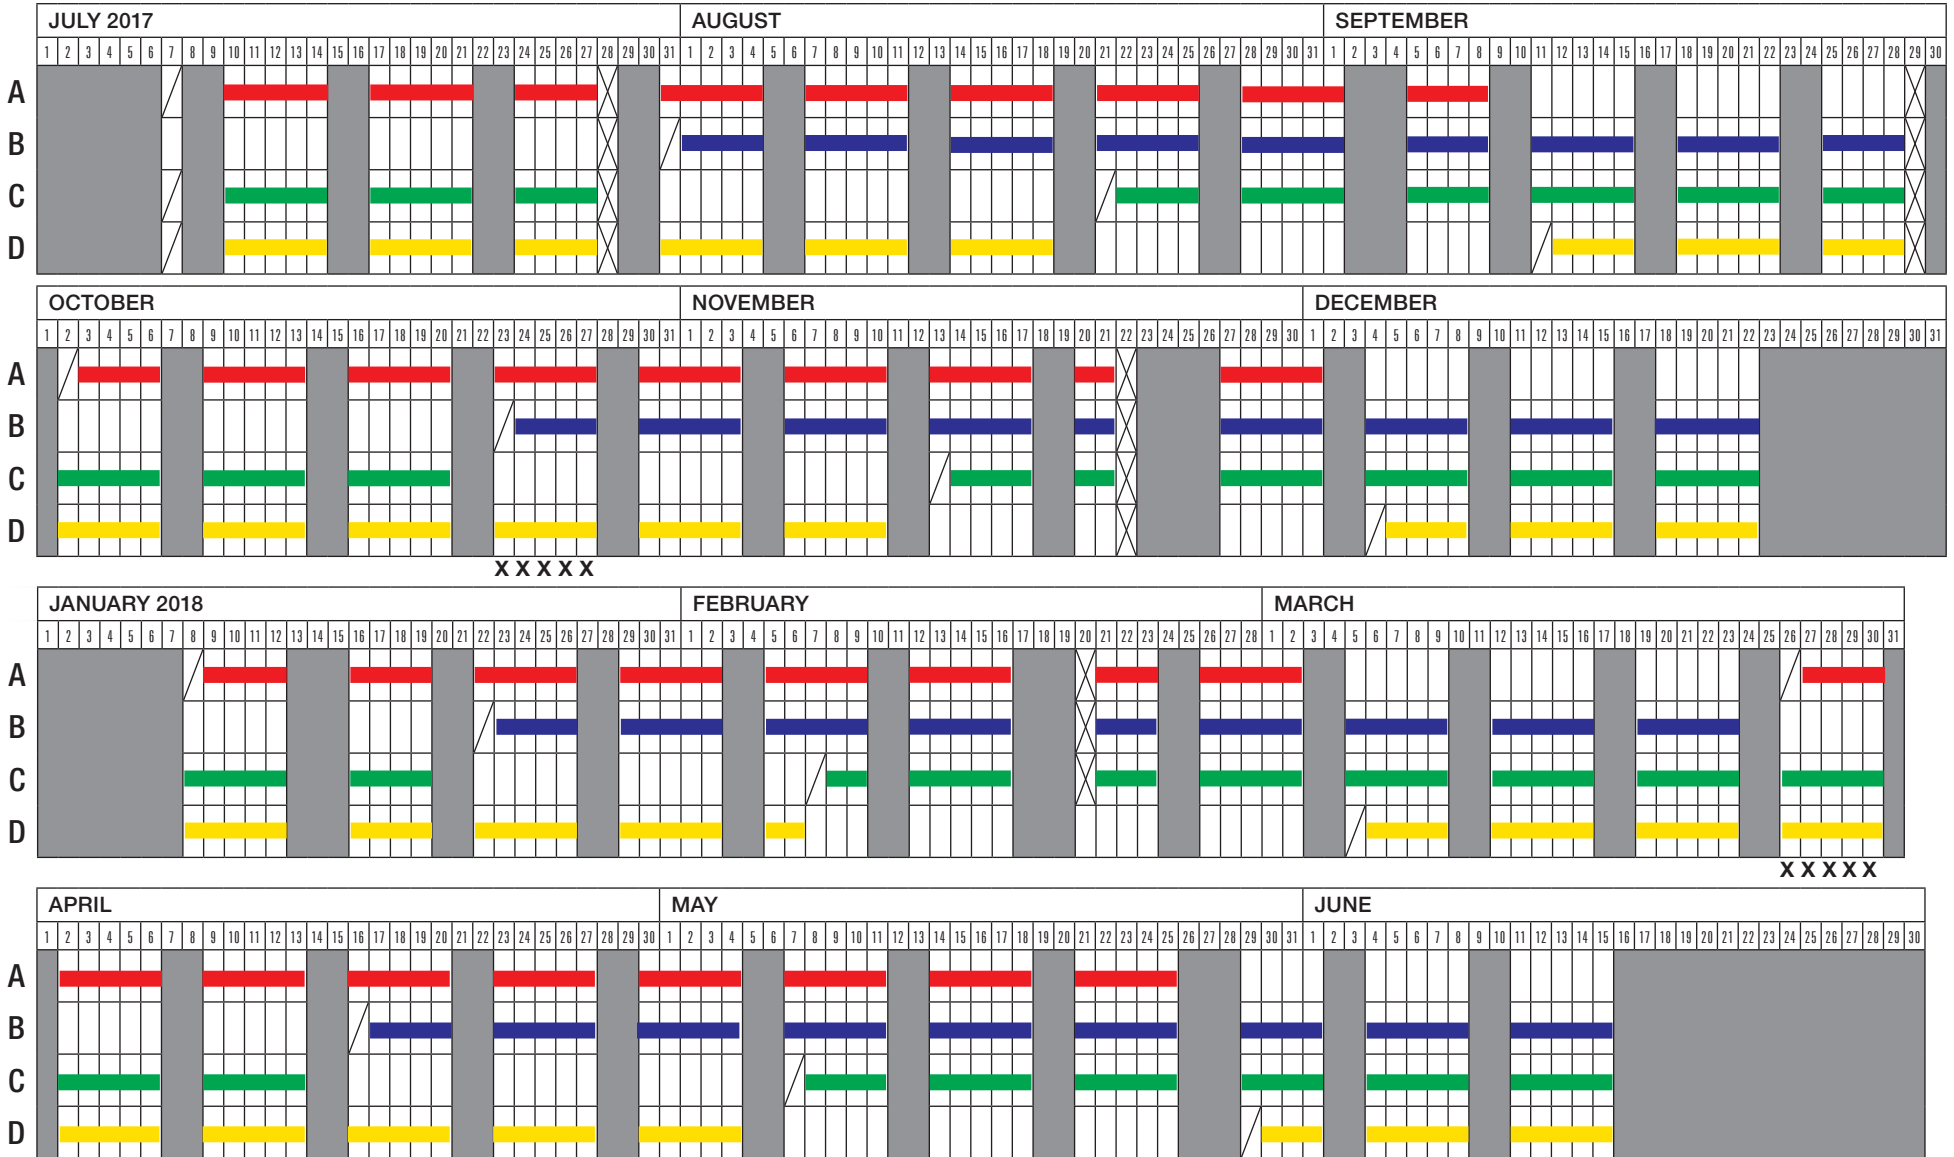 JULY 2017 AUGUST SEPTEMBER
1 2 3 4 5 6 7 8 9 10 11 12 13 14 15 16 17 18 19 20 21 22 23 24 25 26 27 28 29 30 31 1 2 3 4 5 6 7 8 9 10 11 12 13 14 15 16 17 18 19 20 21 22 23 24 25 26 27 28 29 30 31 1 2 3 4 5 6 7 8 9 10 11 12 13 14 15 16 17 18 19 20 21 22 23 24 25 26 27 28 29 30
A
B
C
D
OCTOBER NOVEMBER DECEMBER
1 2 3 4 5 6 7 8 9 10 11 12 13 14 15 16 17 18 19 20 21 22 23 24 25 26 27 28 29 30 31 1 2 3 4 5 6 7 8 9 10 11 12 13 14 15 16 17 18 19 20 21 22 23 24 25 26 27 28 29 30 1 2 3 4 5 6 7 8 9 10 11 12 13 14 15 16 17 18 19 20 21 22 23 24 25 26 27 28 29 30 31
A
B
C
D
X X X X X
JANUARY 2018 FEBRUARY MARCH
1 2 3 4 5 6 7 8 9 10 11 12 13 14 15 16 17 18 19 20 21 22 23 24 25 26 27 28 29 30 31 1 2 3 4 5 6 7 8 9 10 11 12 13 14 15 16 17 18 19 20 21 22 23 24 25 26 27 28 1 2 3 4 5 6 7 8 9 10 11 12 13 14 15 16 17 18 19 20 21 22 23 24 25 26 27 28 29 30 31
A
B
C
D
X X X X X
APRIL MAY JUNE
1 2 3 4 5 6 7 8 9 10 11 12 13 14 15 16 17 18 19 20 21 22 23 24 25 26 27 28 29 30 1 2 3 4 5 6 7 8 9 10 11 12 13 14 15 16 17 18 19 20 21 22 23 24 25 26 27 28 29 30 31 1 2 3 4 5 6 7 8 9 10 11 12 13 14 15 16 17 18 19 20 21 22 23 24 25 26 27 28 29 30
A
B
C
D